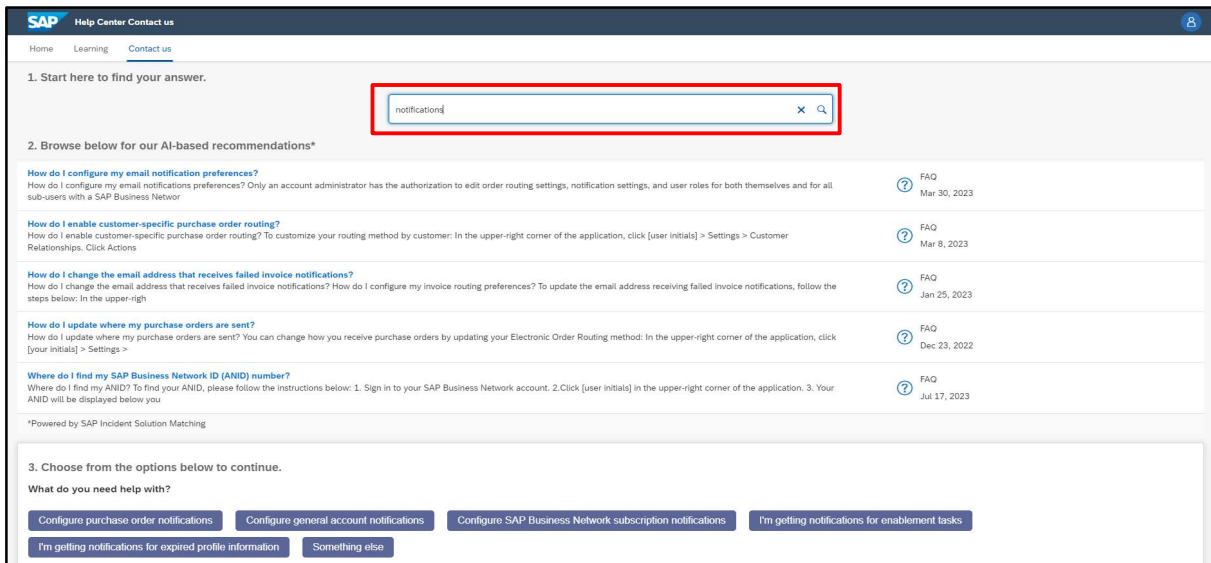 SAP Help Center Contact us
Home Learning Contact us
1. Start here to find your answer.
notifications
2. Browse below for our AI-based recommendations*
How do I configure my email notification preferences?
How do I configure my email notifications preferences? Only an account administrator has the authorization to edit order routing settings, notification settings, and user roles for both themselves and for all
sub-users with a SAP Business Networ
FAQ
Mar 30, 2023
How do I enable customer-specific purchase order routing?
How do I enable customer-specific purchase order routing? To customize your routing method by customer: In the upper-right corner of the application, click [user initials] > Settings > Customer
Relationships. Click Actions
FAQ
Mar 8, 2023
How do I change the email address that receives failed invoice notifications?
How do I change the email address that receives failed invoice notifications? How do I configure my invoice routing preferences? To update the email address receiving failed invoice notifications, follow the
steps below: In the upper-righ
FAQ
Jan 25, 2023
How do I update where my purchase orders are sent?
How do I update where my purchase orders are sent? You can change how you receive purchase orders by updating your Electronic Order Routing method: In the upper-right corner of the application, click
[your initials] > Settings >
FAQ
Dec 23, 2022
Where do I find my SAP Business Network ID (ANID) number?
Where do I find my ANID? To find your ANID, please follow the instructions below: 1. Sign in to your SAP Business Network account. 2.Click [user initials] in the upper-right corner of the application. 3. Your
ANID will be displayed below you
FAQ
Jul 17, 2023
*Powered by SAP Incident Solution Matching
3. Choose from the options below to continue.
What do you need help with?
Configure purchase order notifications Configure general account notifications Configure SAP Business Network subscription notifications I'm getting notifications for enablement tasks
I'm getting notifications for expired profile information Something else